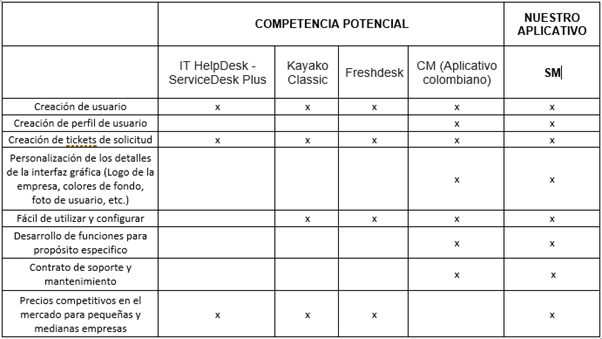 COMPETENCIA POTENCIAL
NUESTRO
APLICATIVO
IT HelpDesk -
ServiceDesk Plus
Kayako
Classic
Freshdesk
CM (Aplicativo
colombiano)
SM
Creación de usuario x x x x x
Creación de perfil de usuario x x
Creación de tickets de solicitud x x x x x
Personalización de los detalles
de la interfaz gráfica (Logo de la
empresa, colores de fondo,
foto de usuario, etc.) x x
Fácil de utilizar y configurar x x x x
Desarrollo de funciones para
propósito especifico x x
Contrato de soporte y
mantenimiento x x
Precios competitivos en el
mercado para pequeñas y
medianas empresas x x x x